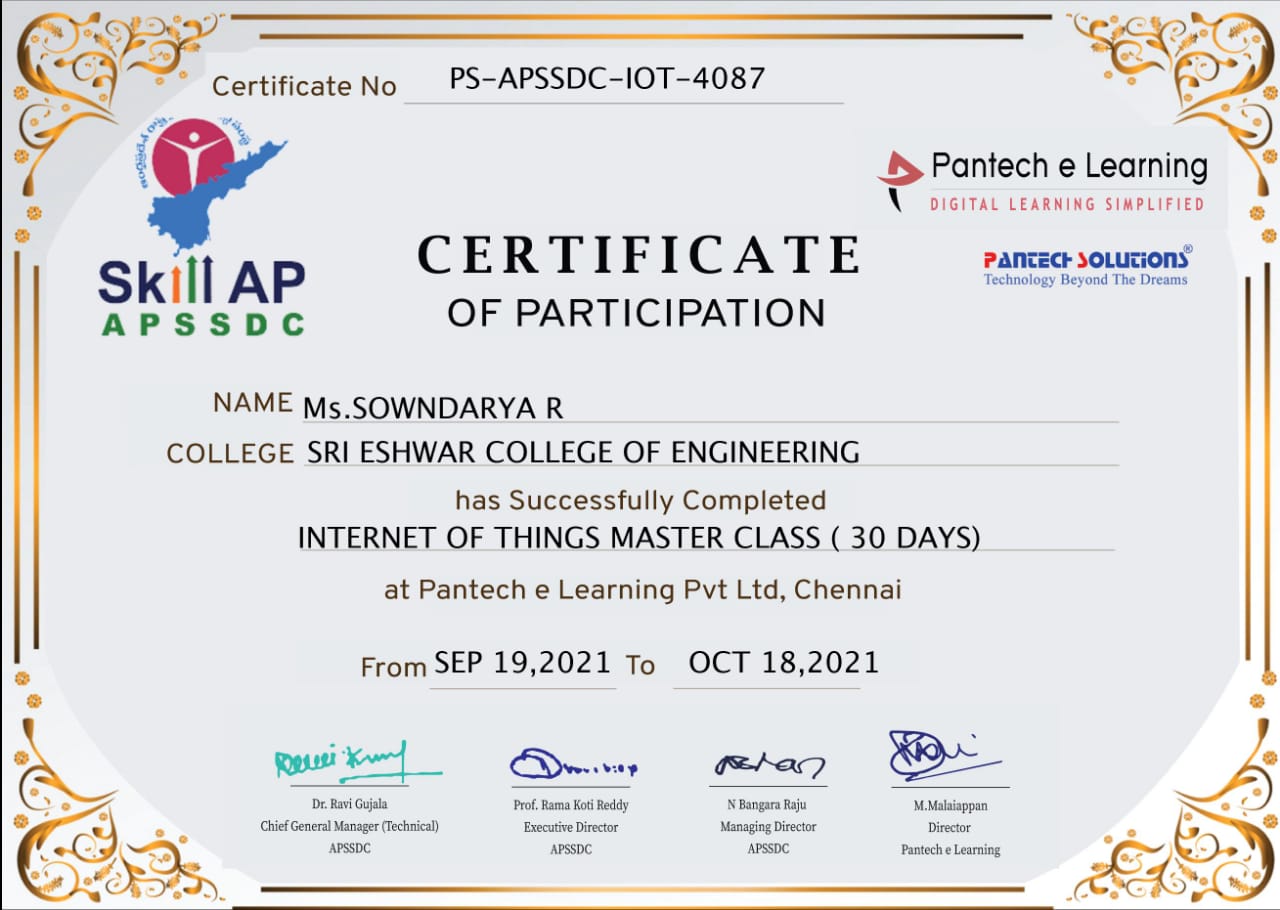 Certificate No PS-APSSDC-IOT-4087
Skill AP
APSSDC
Pantech e Learning
DIGITAL LEARNING SIMPLIFIED
PANTECH SOLUTIONS®
Technology Beyond The Dreams
CERTIFICATE
OF PARTICIPATION
NAME Ms.SOWNDARYA R
COLLEGE SRI ESHWAR COLLEGE OF ENGINEERING
has Successfully Completed
INTERNET OF THINGS MASTER CLASS ( 30 DAYS)
at Pantech e Learning Pvt Ltd, Chennai
From SEP 19,2021 To OCT 18,2021
Dr. Ravi Gujala
Chief General Manager (Technical)
APSSDC
Prof. Rama Koti Reddy
Executive Director
APSSDC
N Bangara Raju
Managing Director
APSSDC
M.Malaiappan
Director
Pantech e Learning